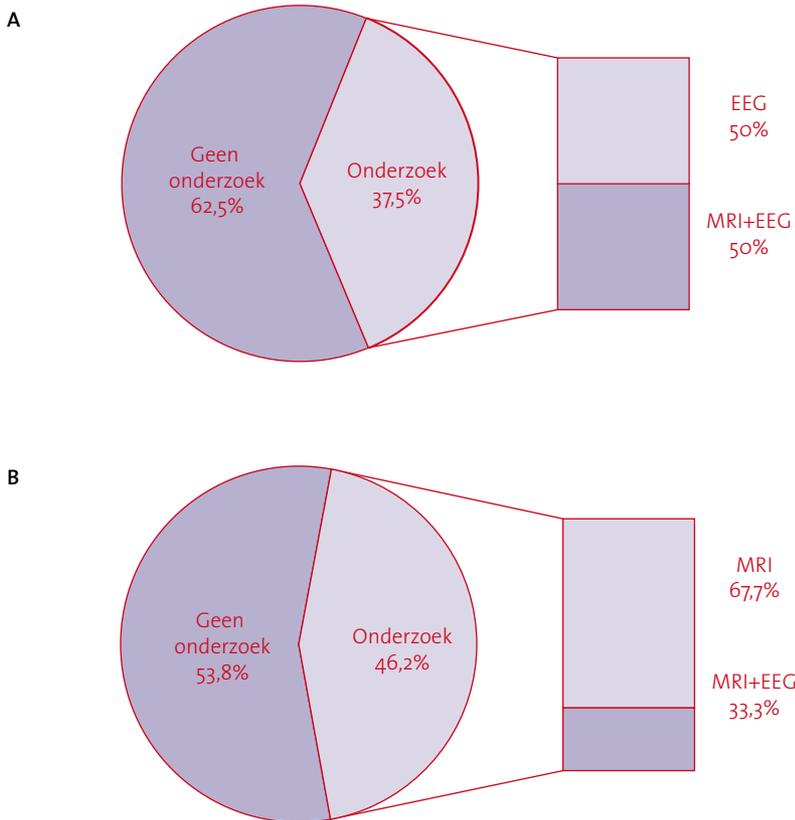 A
Geen
onderzoek
62,5%
Onderzoek
37,5%
EEG
50%
MRI+EEG
50%
B
Geen
onderzoek
53,8%
Onderzoek
46,2%
MRI
67,7%
MRI+EEG
33,3%